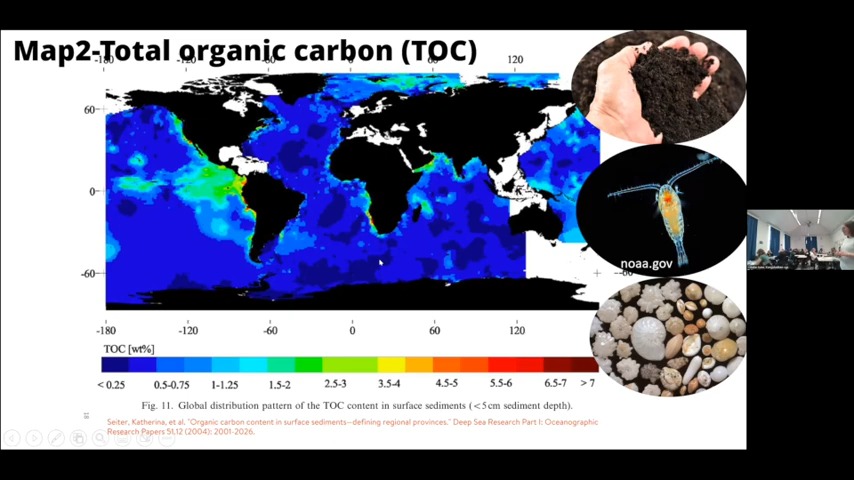 Map2-Total organic carbon (TOC)
-180 -120 -60 0 60 120
60
0
-60
-60
-180 -120 -60 0 60 120
noaa.gov
TOC [wt%]
< 0.25 0.5-0.75 1-1.25 1.5-2 2.5-3 3.5-4 4.5-5 5.5-6 6.5-7 > 7
Fig. 11. Global distribution pattern of the TOC content in surface sediments (<5 cm sediment depth).
Seiter, Katherina, et al. "Organic carbon content in surface sediments—defining regional provinces." Deep Sea Research Part I: Oceanographic
Research Papers 51.12 (2004): 2001-2026.